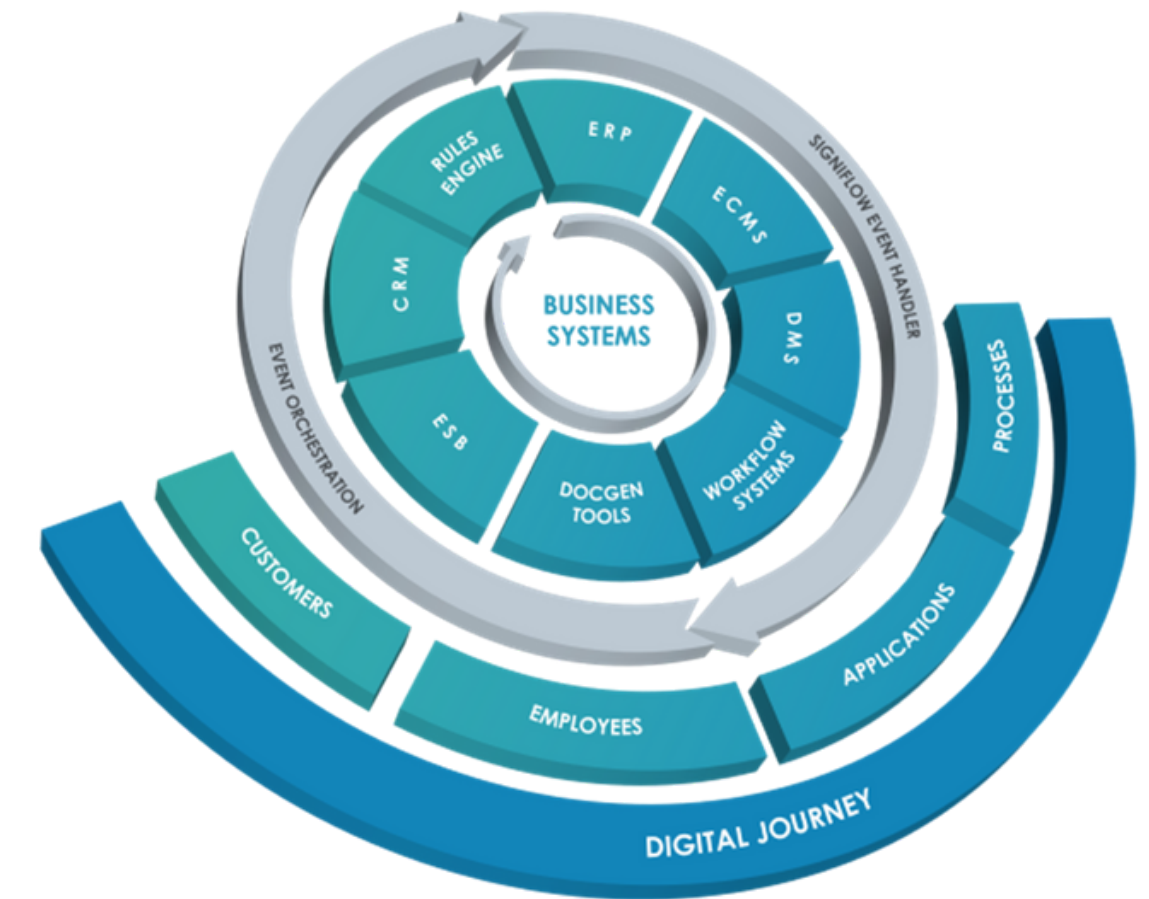 BUSINESS
SYSTEMS
ERP
ECMS
DMS
WORKFLOW
SYSTEMS
DOCGEN
TOOLS
ESB
CRM
RULES
ENGINE
SIGNIFLOW EVENT HANDLER
EVENT ORCHESTRATION
CUSTOMERS
EMPLOYEES
APPLICATIONS
PROCESSES
DIGITAL JOURNEY